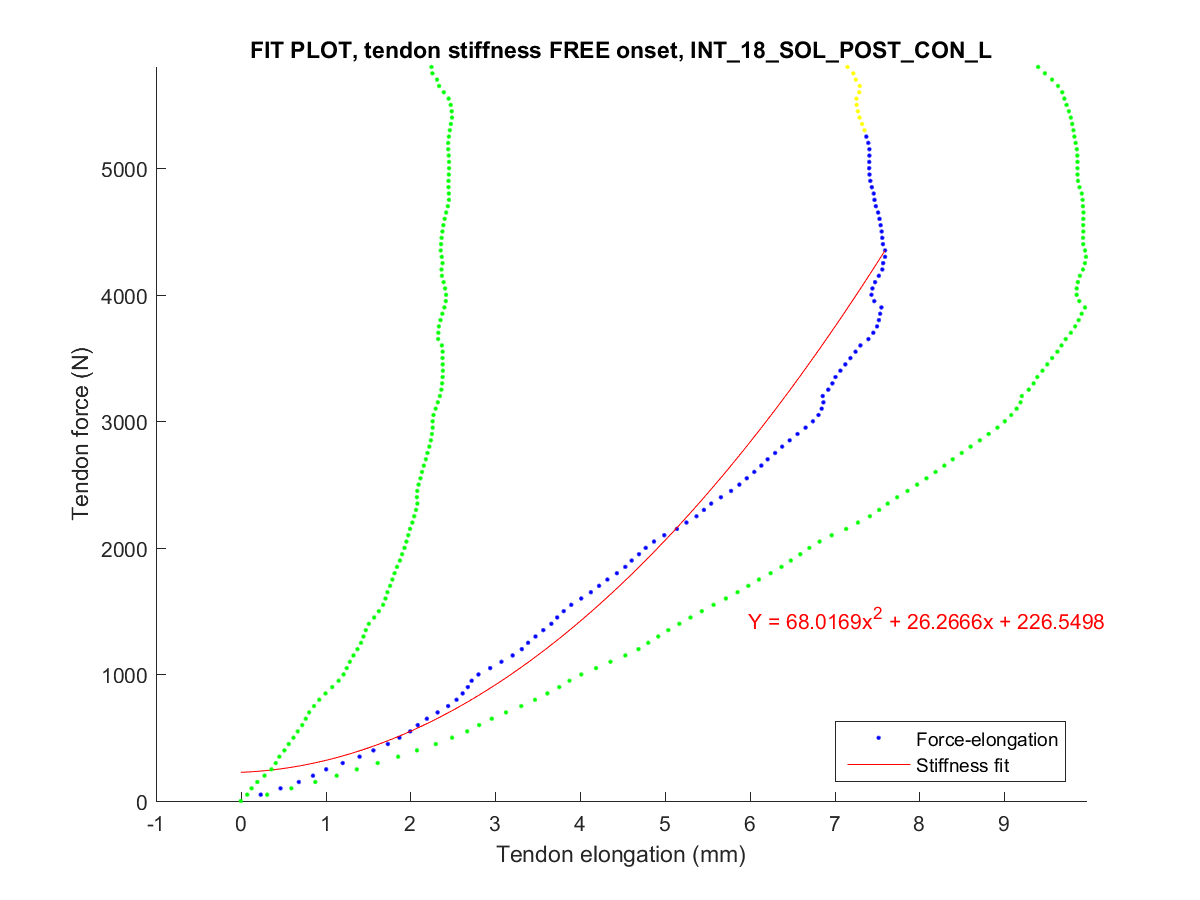 FIT PLOT, tendon stiffness FREE onset, INT_18_SOL_POST_CON_L
5000
4000
3000
2000
1000
0
Tendon force (N)
Y = 68.0169x² + 26.2666x + 226.5498
Force-elongation
Stiffness fit
-1 0 1 2 3 4 5 6 7 8 9
Tendon elongation (mm)